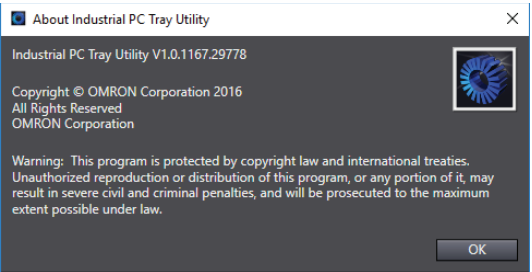 About Industrial PC Tray Utility
Industrial PC Tray Utility V1.0.1167.29778
Copyright © OMRON Corporation 2016
All Rights Reserved
OMRON Corporation
Warning:  This program is protected by copyright law and international treaties.
Unauthorized reproduction or distribution of this program, or any portion of it, may
result in severe civil and criminal penalties, and will be prosecuted to the maximum
extent possible under law.
OK